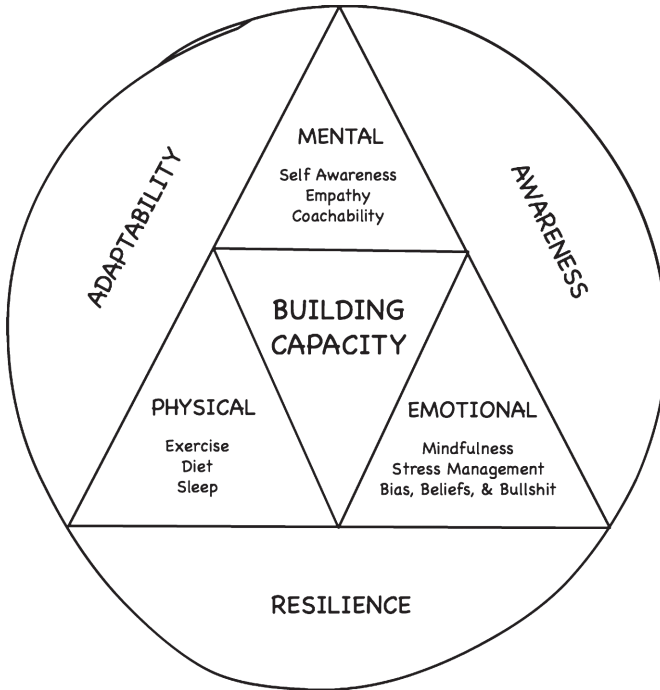 MENTAL
Self Awareness
Empathy
Coachability
ADAPTABILITY
AWARENESS
BUILDING
CAPACITY
PHYSICAL
Exercise
Diet
Sleep
EMOTIONAL
Mindfulness
Stress Management
Bias, Beliefs, & Bullshit
RESILIENCE